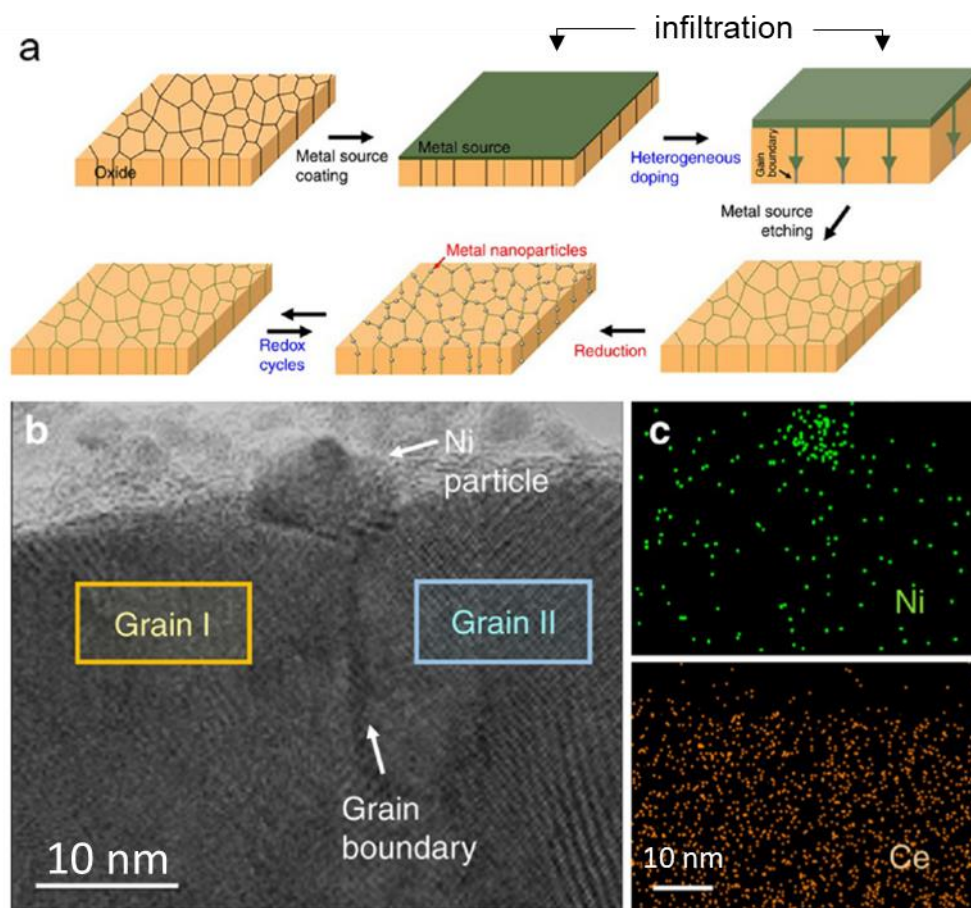 a
infiltration
Oxide
Metal source
coating
Metal source
Heterogeneous
doping
Gain
boundary
Metal source
etching
Metal nanoparticles
Redox
cycles
Reduction
b
Ni
particle
Grain I
Grain II
Grain
boundary
10 nm
c
Ni
Ce
10 nm